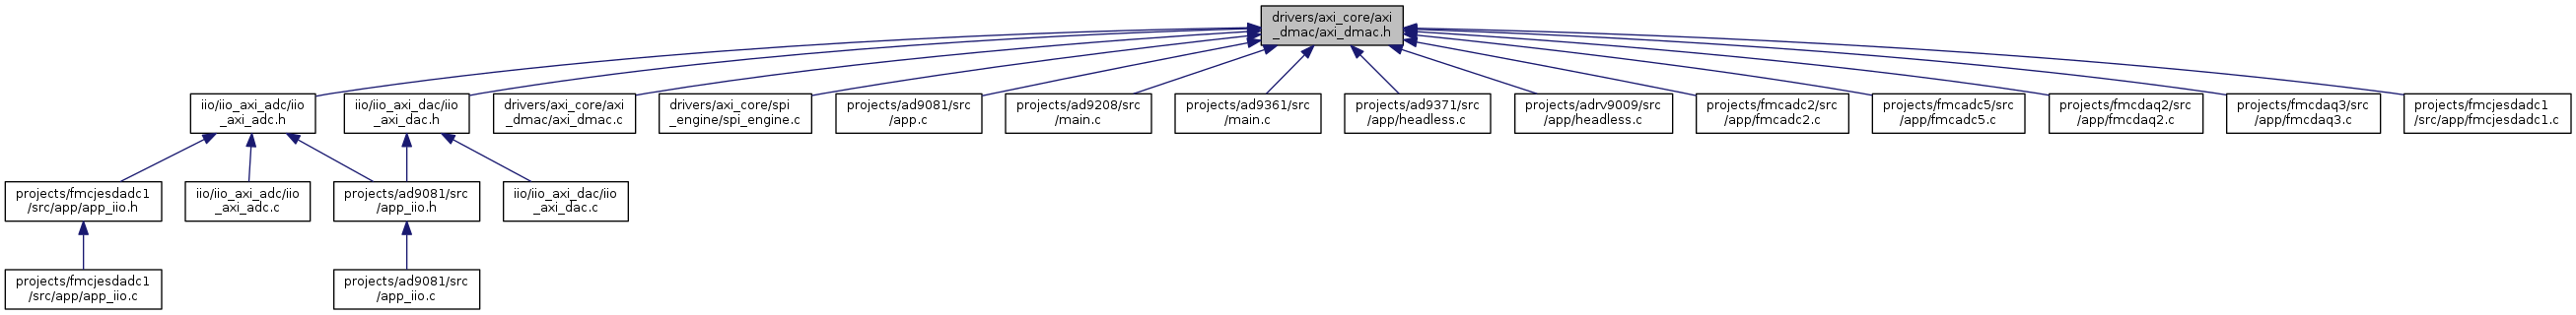 drivers/axi_core/axi
_dmac/axi_dmac.h
iio/iio_axi_adc/iio
_axi_adc.h
iio/iio_axi_dac/iio
_axi_dac.h
drivers/axi_core/axi
_dmac/axi_dmac.c
drivers/axi_core/spi
_engine/spi_engine.c
projects/ad9081/src
/app.c
projects/ad9208/src
/main.c
projects/ad9361/src
/main.c
projects/ad9371/src
/app/headless.c
projects/adrv9009/src
/app/headless.c
projects/fmcadc2/src
/app/fmcadc2.c
projects/fmcadc5/src
/app/fmcadc5.c
projects/fmcdaq2/src
/app/fmcdaq2.c
projects/fmcdaq3/src
/app/fmcdaq3.c
projects/fmcjesdadc1
/src/app/fmcjesdadc1.c
projects/fmcjesdadc1
/src/app/app_iio.h
iio/iio_axi_adc/iio
_axi_adc.c
projects/ad9081/src
/app_iio.h
iio/iio_axi_dac/iio
_axi_dac.c
projects/fmcjesdadc1
/src/app/app_iio.c
projects/ad9081/src
/app_iio.c